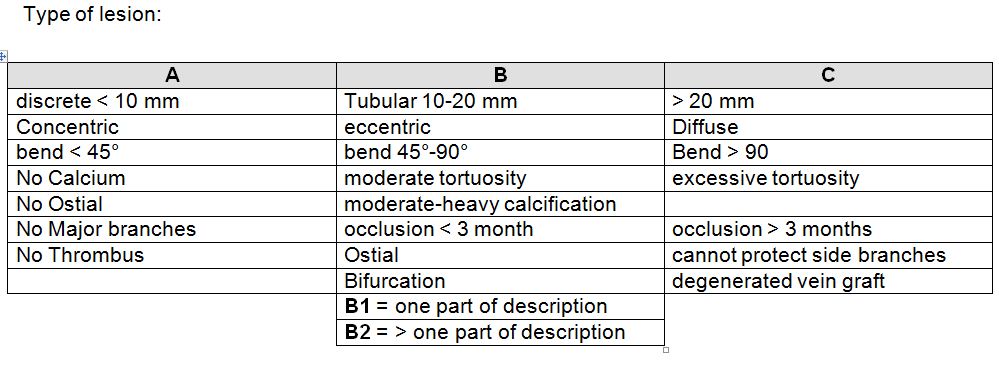 Type of lesion:
A B C
discrete < 10 mm Tubular 10-20 mm > 20 mm
Concentric eccentric Diffuse
bend < 45° bend 45°-90° Bend > 90
No Calcium moderate tortuosity excessive tortuosity
No Ostial moderate-heavy calcification
No Major branches occlusion < 3 month occlusion > 3 months
No Thrombus Ostial cannot protect side branches
Bifurcation degenerated vein graft
B1 = one part of description
B2 = > one part of description